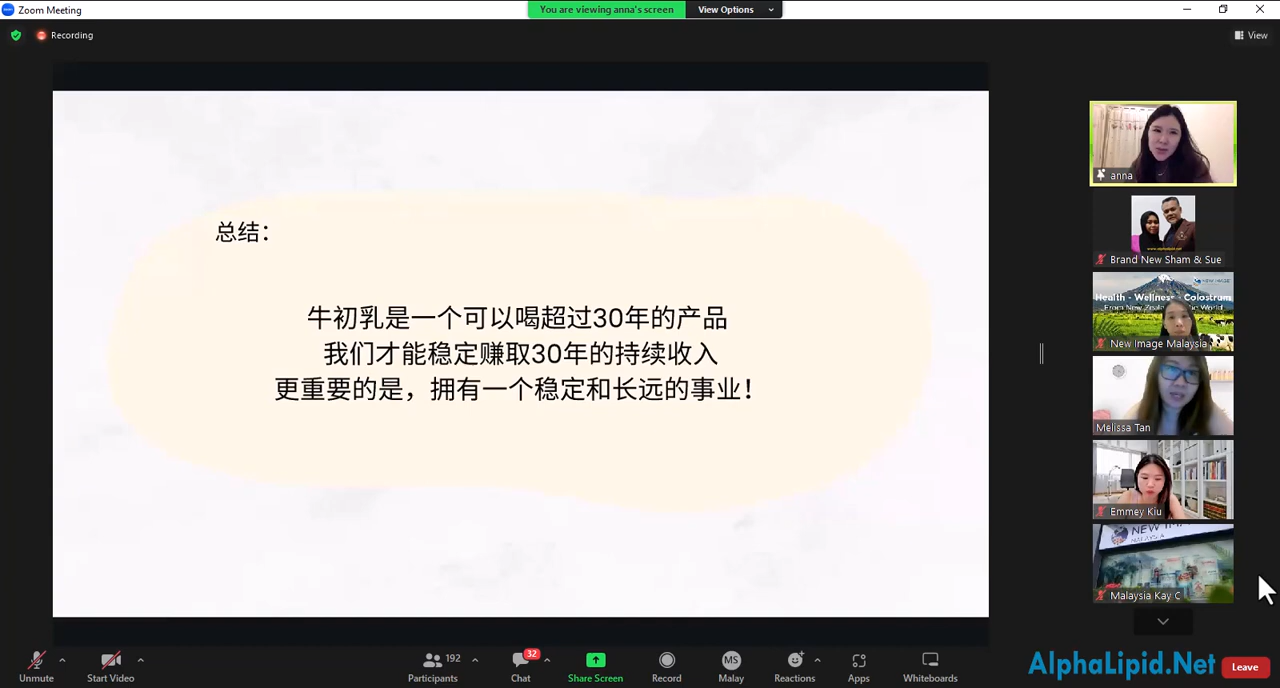 Zoom Meeting
You are viewing anna's screen
View Options
Recording
View
总结：
牛初乳是一个可以喝超过30年的产品
我们才能稳定赚取30年的持续收入
更重要的是，拥有一个稳定和长远的事业！
anna
Brand New Sham & Sue
NEW IMAGE
Health - Wellness - Colostrum
New Image Malaysia
Melissa Tan
Emmey Kiu
NEW IMA
Malaysia Kay C
Unmute
Start Video
192
Participants
32
Chat
Share Screen
Record
MS
Malay
Reactions
Apps
Whiteboards
AlphaLipid.Net
Leave